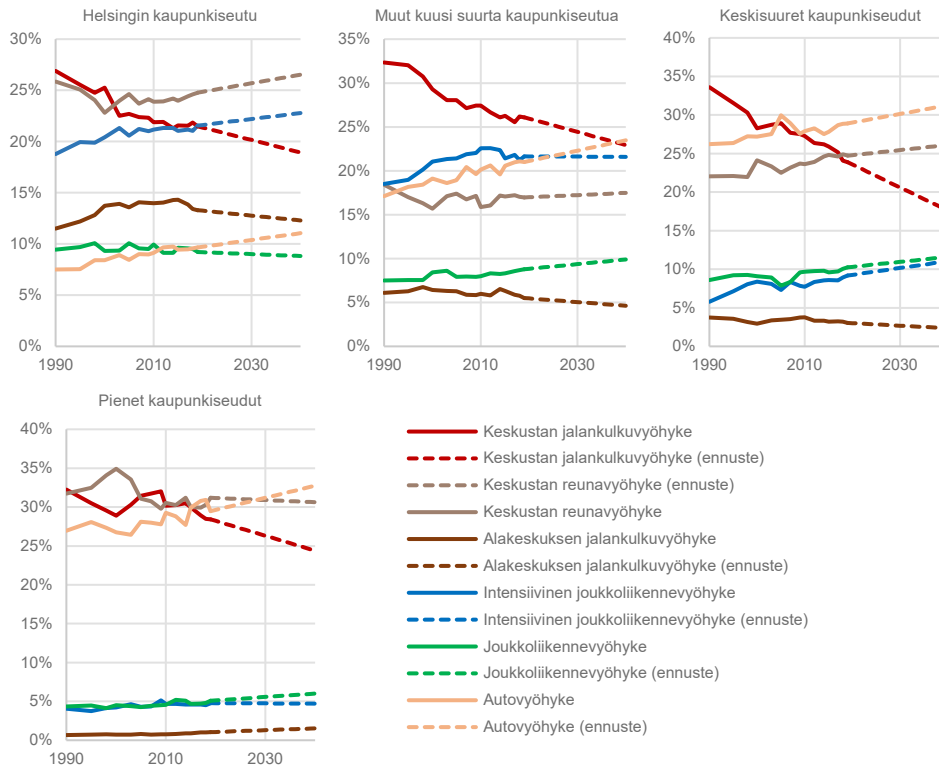 Helsingin kaupunkiseutu
30%
25%
20%
15%
10%
5%
0%
1990
2010
2030
Muut kuusi suurta kaupunkiseutua
35%
30%
25%
20%
15%
10%
5%
0%
1990
2010
2030
Keskisuuret kaupunkiseudut
40%
35%
30%
25%
20%
15%
10%
5%
0%
1990
2010
2030
Pienet kaupunkiseudut
40%
35%
30%
25%
20%
15%
10%
5%
0%
1990
2010
2030
Keskustan jalankulkuvyöhyke
Keskustan jalankulkuvyöhyke (ennuste)
Keskustan reunavyöhyke (ennuste)
Keskustan reunavyöhyke
Alakeskuksen jalankulkuvyöhyke
Alakeskuksen jalankulkuvyöhyke (ennuste)
Intensiivinen joukkoliikennevyöhyke
Intensiivinen joukkoliikennevyöhyke (ennuste)
Joukkoliikennevyöhyke
Joukkoliikennevyöhyke (ennuste)
Autovyöhyke
Autovyöhyke (ennuste)